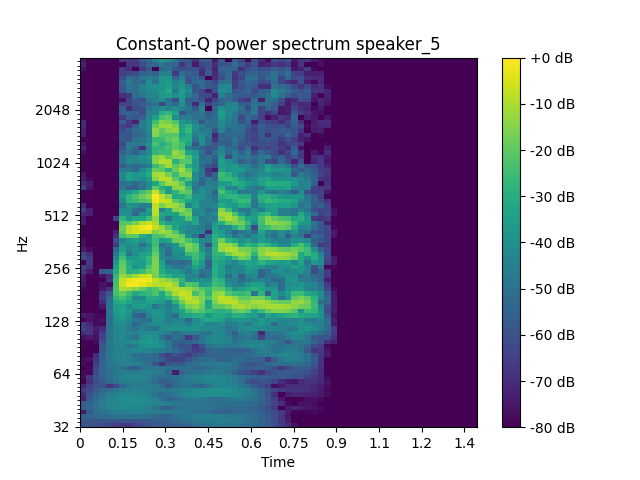 Constant-Q power spectrum speaker_5
Hz
2048
1024
512
256
128
64
32
0 0.15 0.3 0.45 0.6 0.75 0.9 1.1 1.2 1.4
Time
+0 dB
-10 dB
-20 dB
-30 dB
-40 dB
-50 dB
-60 dB
-70 dB
-80 dB